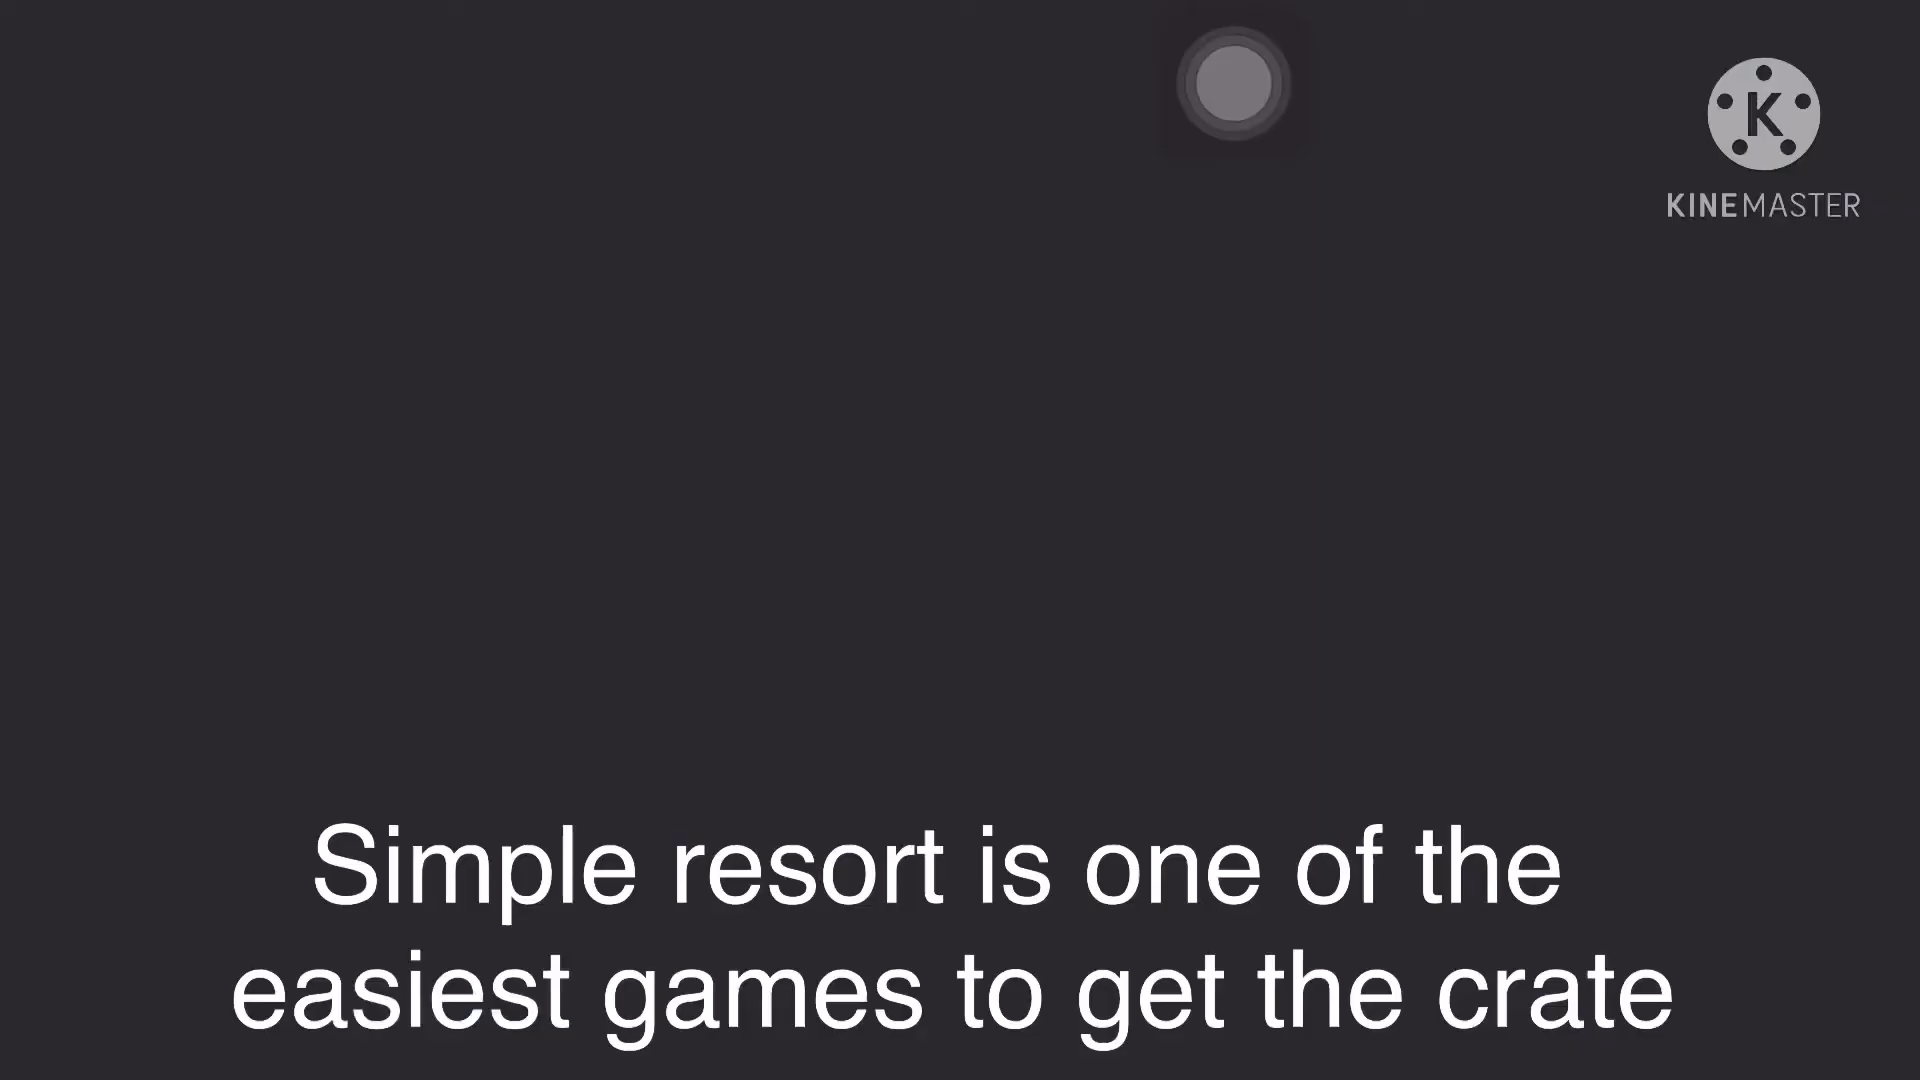 K
KINEMASTER
Simple resort is one of the
easiest games to get the crate